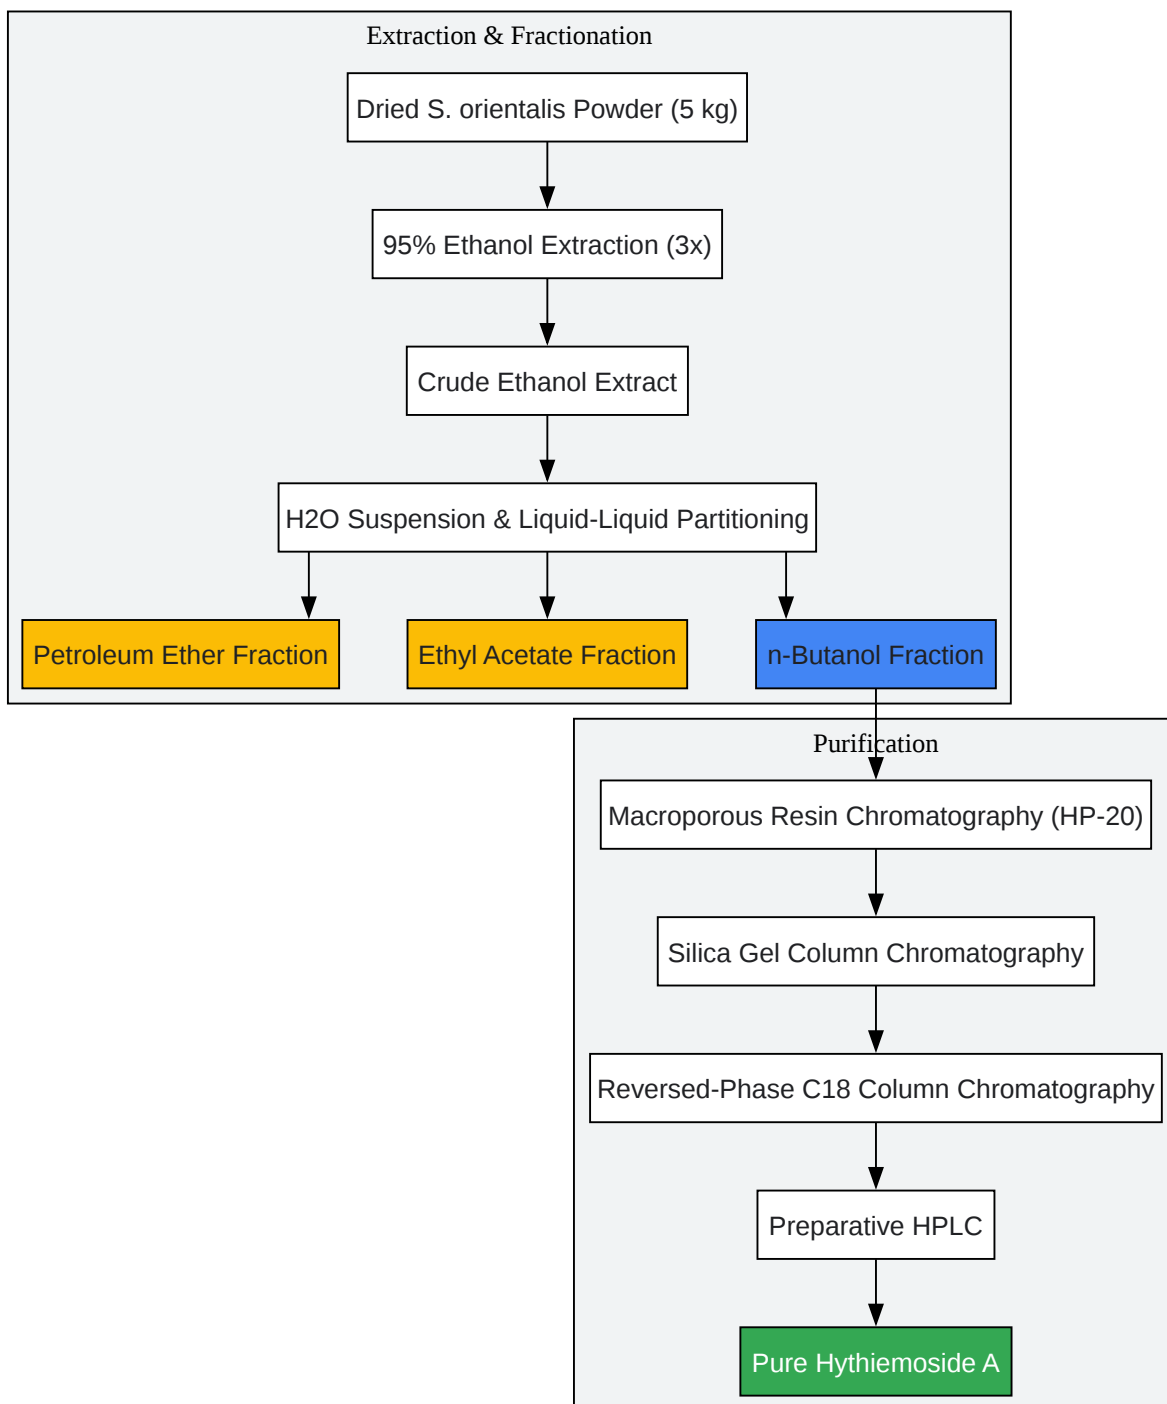 Extraction & Fractionation
Dried S. orientalis Powder (5 kg)
95% Ethanol Extraction (3x)
Crude Ethanol Extract
H2O Suspension & Liquid-Liquid Partitioning
Petroleum Ether Fraction
Ethyl Acetate Fraction
n-Butanol Fraction
Purification
Macroporous Resin Chromatography (HP-20)
Silica Gel Column Chromatography
Reversed-Phase C18 Column Chromatography
Preparative HPLC
Pure Hythiemoside A